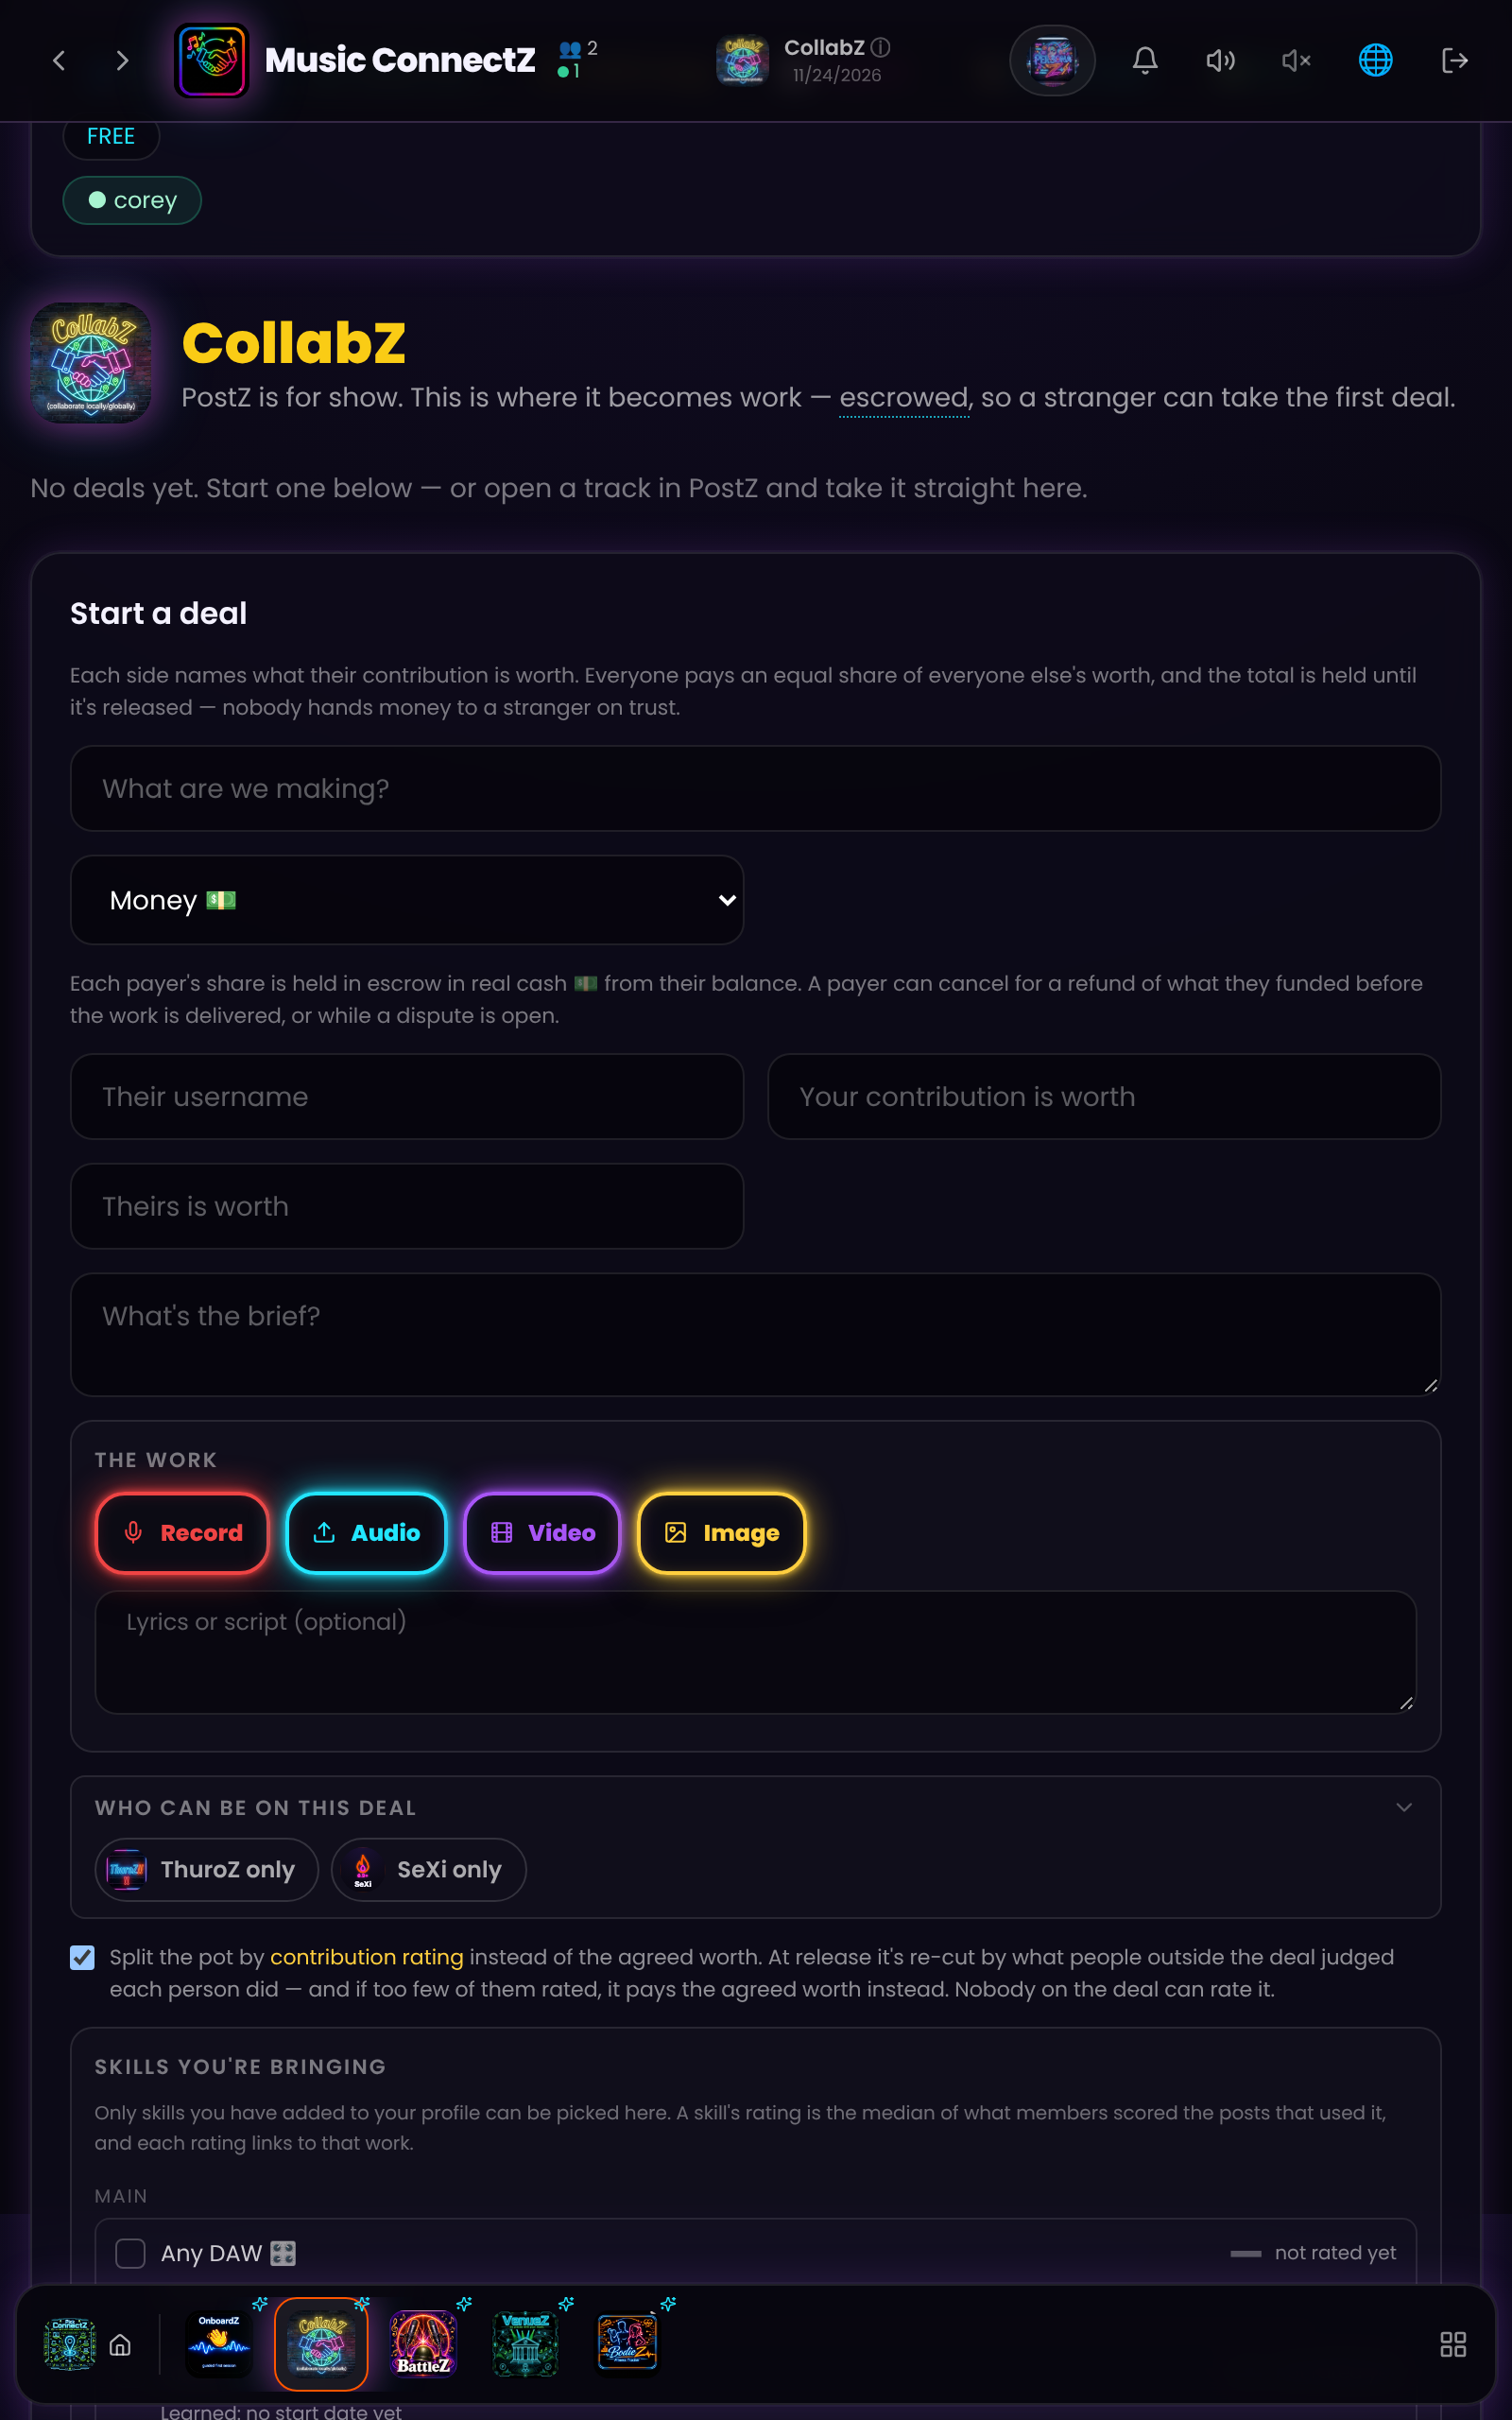 Music ConnectZ
2
1
CollabZ
11/24/2026
FREE
corey
CollabZ
(collaborate locally/globally)
CollabZ
PostZ is for show. This is where it becomes work — escrowed, so a stranger can take the first deal.
No deals yet. Start one below — or open a track in PostZ and take it straight here.
Start a deal
Each side names what their contribution is worth. Everyone pays an equal share of everyone else's worth, and the total is held until
it's released — nobody hands money to a stranger on trust.
What are we making?
Money 💵
Each payer's share is held in escrow in real cash 💵 from their balance. A payer can cancel for a refund of what they funded before
the work is delivered, or while a dispute is open.
Their username
Your contribution is worth
Theirs is worth
What's the brief?
THE WORK
Record
Audio
Video
Image
Lyrics or script (optional)
WHO CAN BE ON THIS DEAL
ThuroZ only
SeXi
SeXi only
Split the pot by contribution rating instead of the agreed worth. At release it's re-cut by what people outside the deal judged
each person did — and if too few of them rated, it pays the agreed worth instead. Nobody on the deal can rate it.
SKILLS YOU'RE BRINGING
Only skills you have added to your profile can be picked here. A skill's rating is the median of what members scored the posts that used it,
and each rating links to that work.
MAIN
Any DAW 🎛️
not rated yet
ConnectZ
OnboardZ
CollabZ
BattleZ
VenueZ
BodieZ
Learned: no start date yet